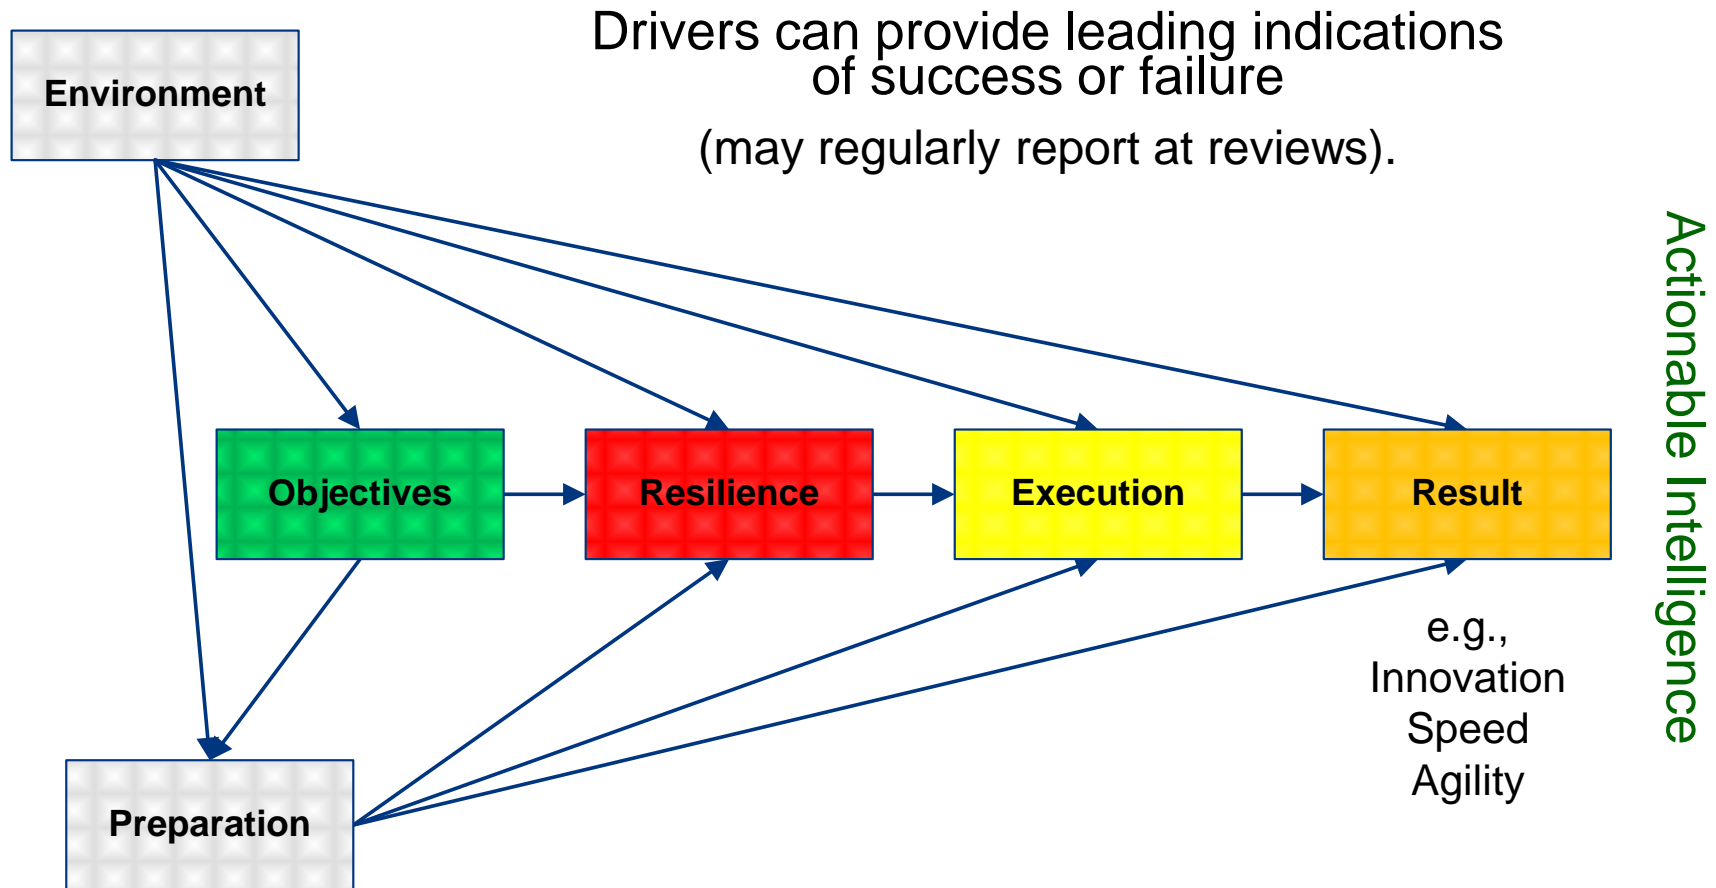 Drivers can provide leading indications
of success or failure
(may regularly report at reviews).
Environment
Actionable Intelligence
Objectives
Resilience
Execution
Result
e.g.,
Innovation
Speed
Agility
Preparation